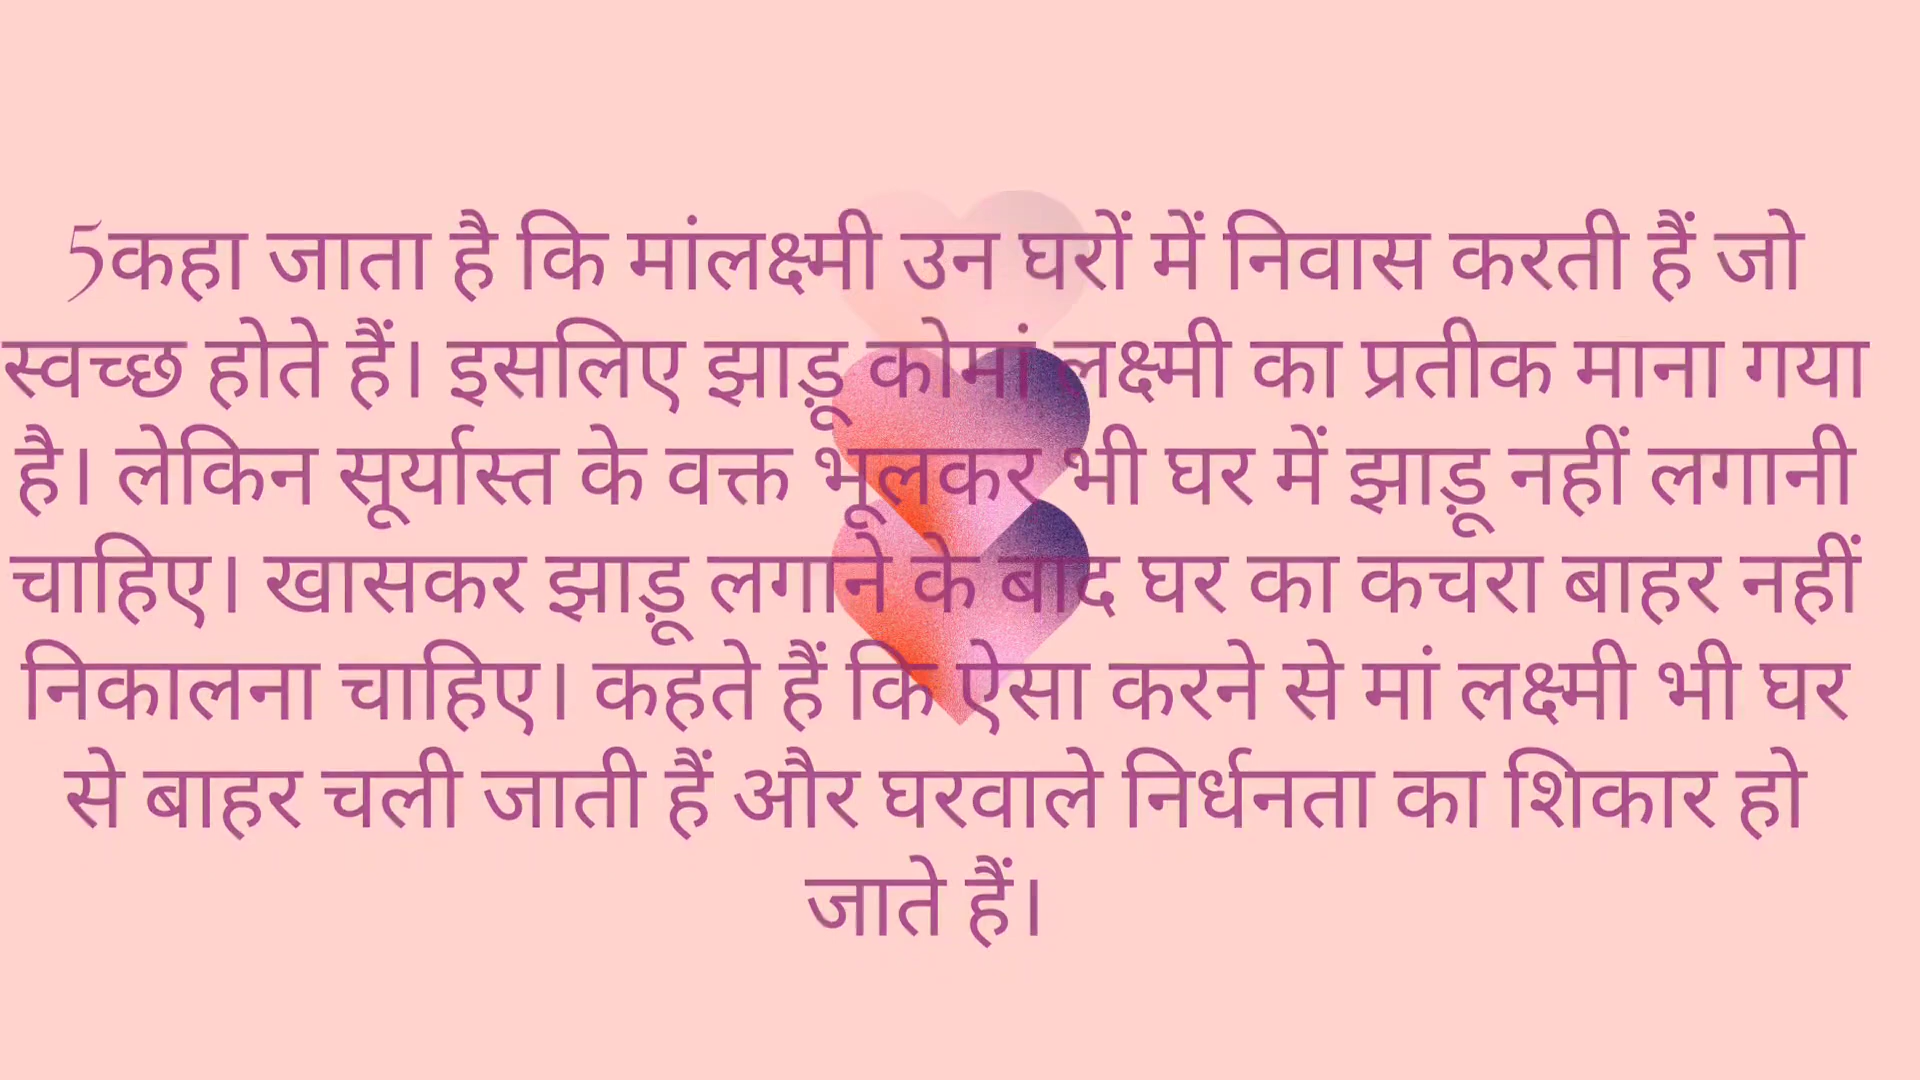 5कहा जाता है कि मांलक्ष्मी उन घरों में निवास करती हैं जो
स्वच्छ होते हैं। इसलिए झाड़ू कोमां लक्ष्मी का प्रतीक माना गया
है। लेकिन सूर्यास्त के वक्त भूलकर भी घर में झाड़ू नहीं लगानी
चाहिए। खासकर झाड़ू लगाने के बाद घर का कचरा बाहर नहीं
निकालना चाहिए। कहते हैं कि ऐसा करने से मां लक्ष्मी भी घर
से बाहर चली जाती हैं और घरवाले निर्धनता का शिकार हो
जाते हैं।